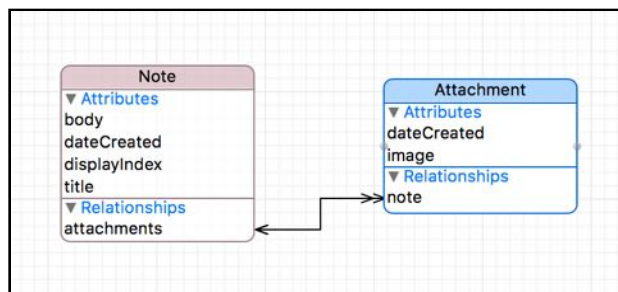 Note
▼ Attributes
body
dateCreated
displayIndex
title
▼ Relationships
attachments
Attachment
▼ Attributes
dateCreated
image
▼ Relationships
note